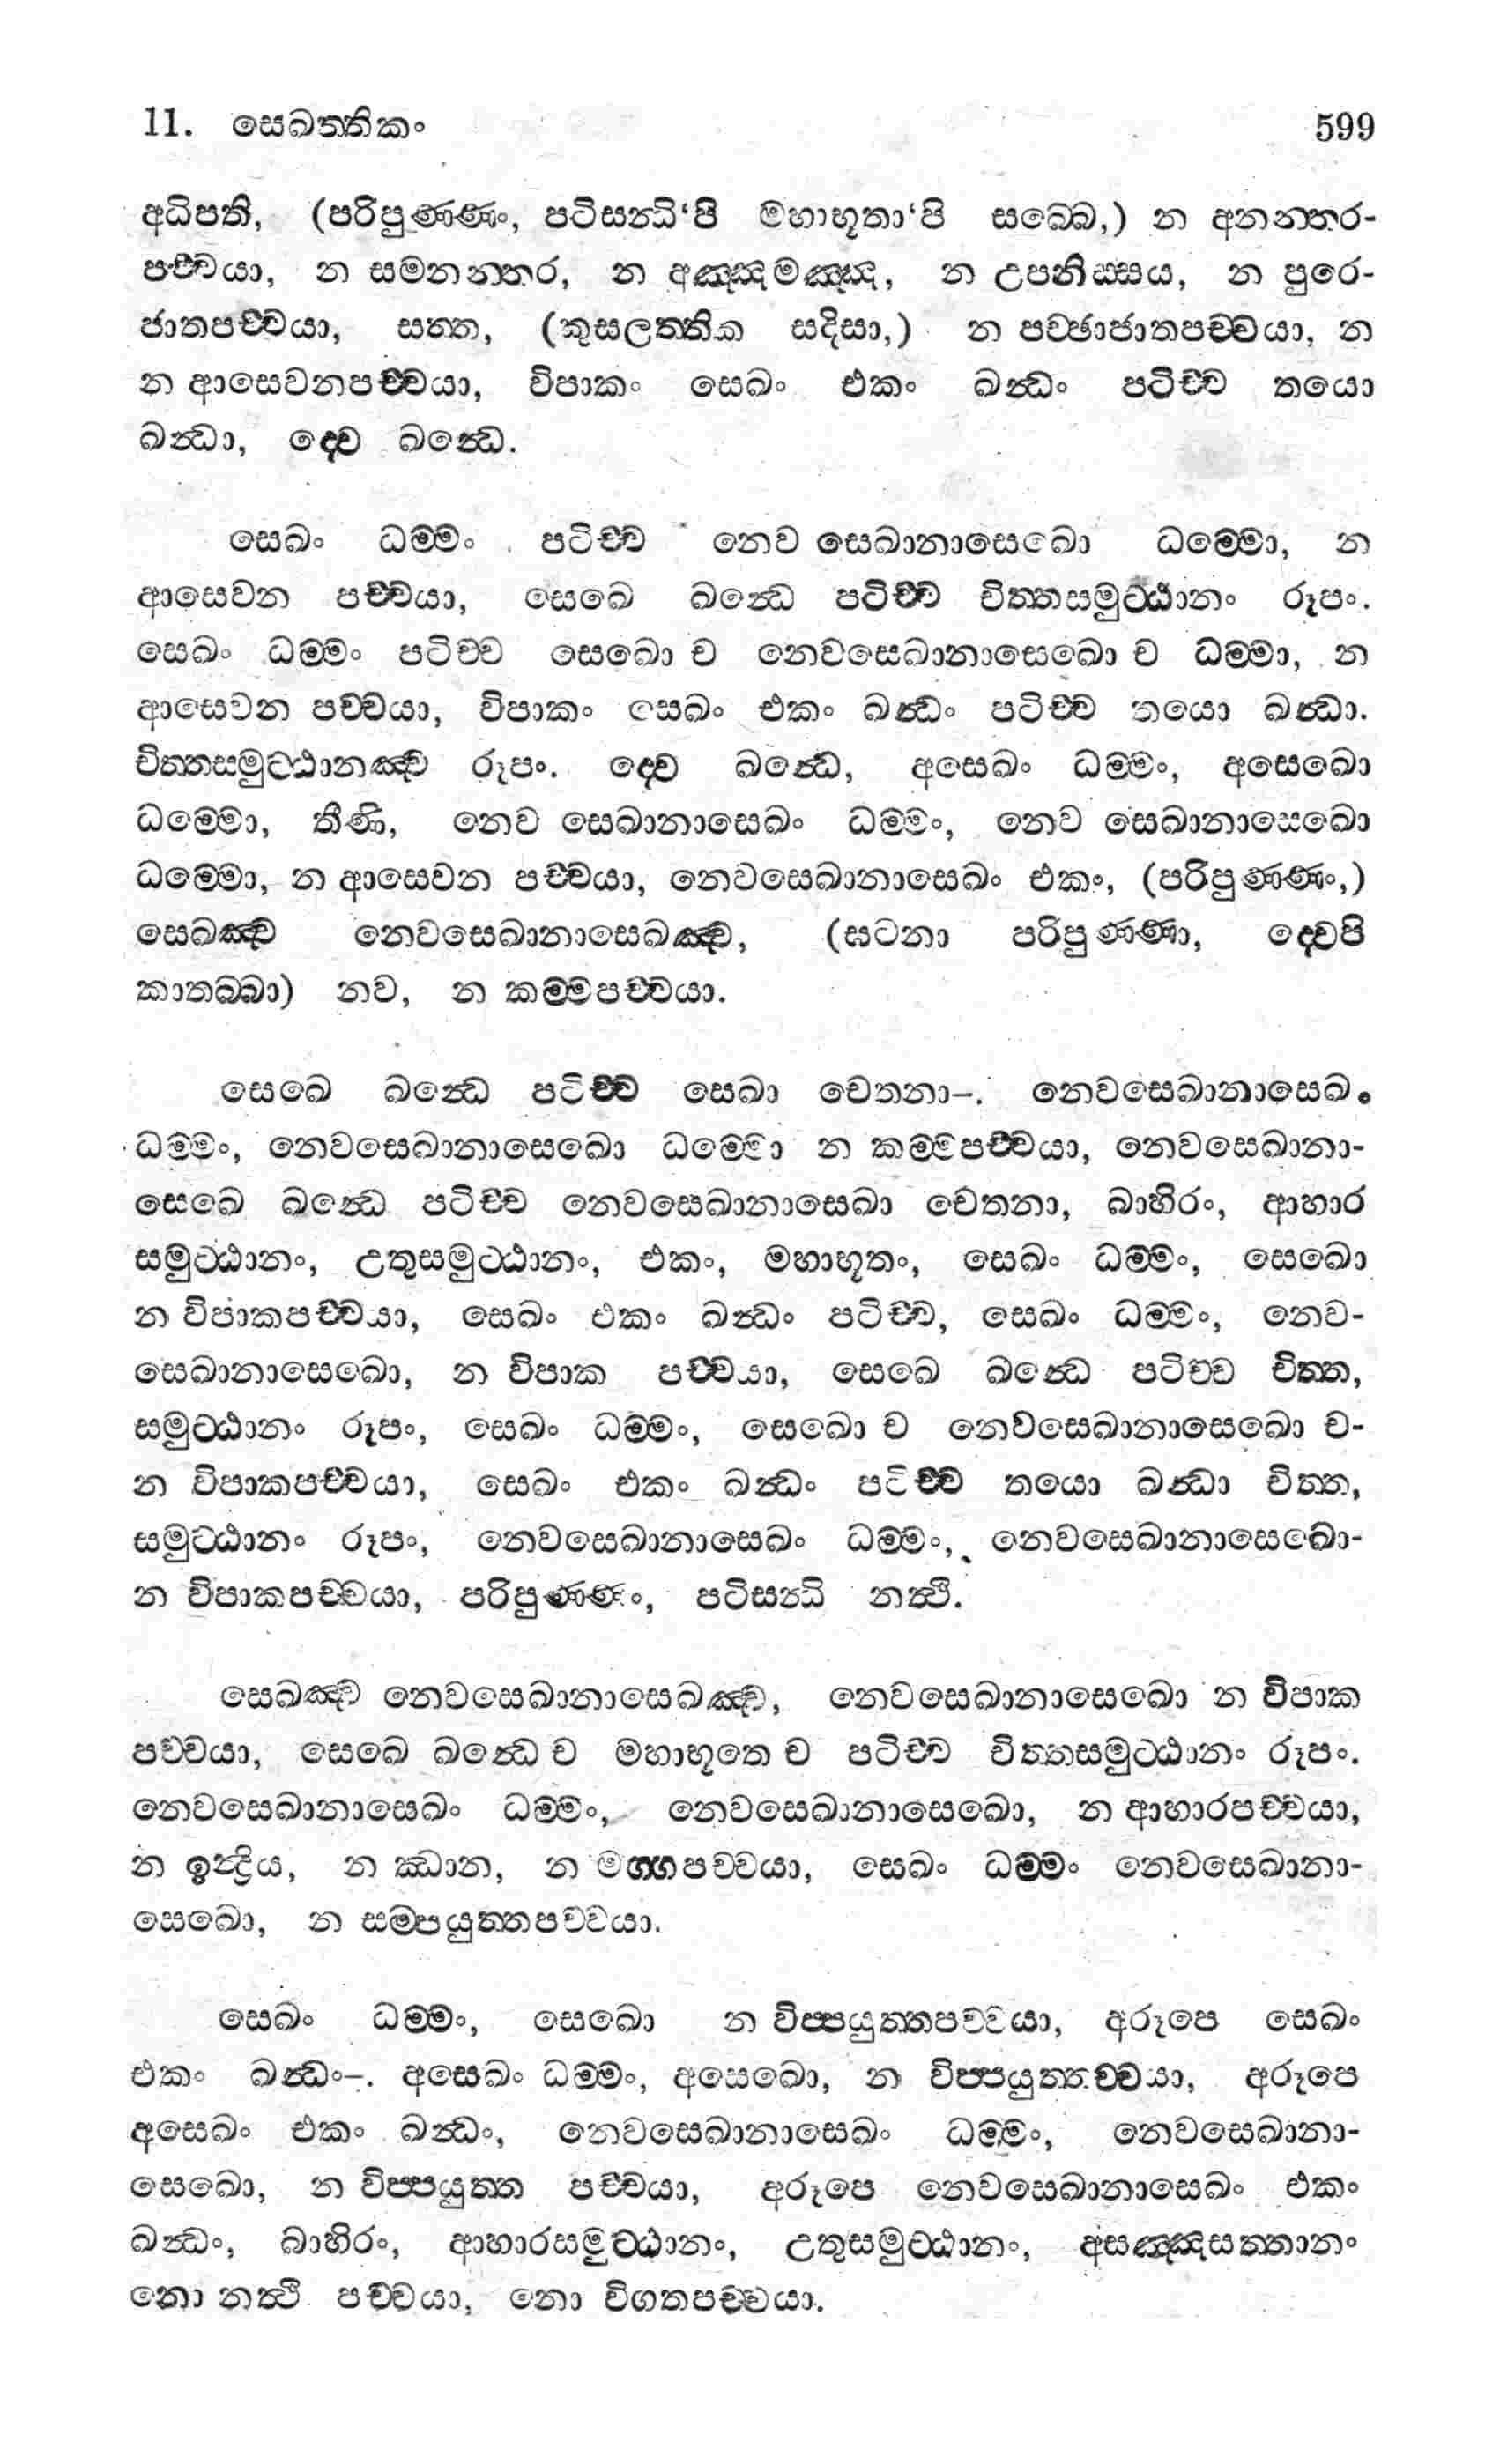 11. සෙඛත්තිකං 599
අධිපති, (පරිපුණ්ණං, පටිසන්ධි‘පි මහාභූතා‘පි සබ්බෙ,) න අනන්තර-
පච්චයා, න සමනන්තර, න අඤ්ඤමඤ්ඤ, න උපනිස්සය, න පුරෙ-
ජාතපච්චයා, සත්ත, (කුසලත්තික සදිසා,) න පච්ඡාජාතපච්චයා, න
න ආසෙවනපච්චයා, විපාකං සෙඛං එකං ඛන්ධං පටිච්ච තයො
ඛන්ධා, ද්වෙ ඛන්ධෙ.
සෙඛං ධම්මං පටිච්ච නෙව සෙඛානාසෙඛො ධම්මො, න
ආසෙවන පච්චයා, සෙඛෙ ඛන්ධෙ පටිච්ච චිත්තසමුට්ඨානං රූපං.
සෙඛං ධම්මං පටිච්ච සෙඛො ච නෙවසෙඛානාසෙඛො ච ධම්මා, න
ආසෙවන පච්චයා, විපාකං සෙඛං එකං ඛන්ධං පටිච්ච තයො ඛන්ධා.
චිත්තසමුට්ඨානඤ්ච රූපං. ද්වෙ ඛන්ධෙ, අසෙඛං ධම්මං, අසෙඛො
ධම්මො, තීණි, නෙව සෙඛානාසෙඛං ධම්මං, නෙව සෙඛානාසෙඛො
ධම්මො, න ආසෙවන පච්චයා, නෙවසෙඛානාසෙඛං එකං, (පරිපුණ්ණං,)
සෙඛඤ්ච නෙවසෙඛානාසෙඛඤ්ච, (ඝටනා පරිපුණ්ණා, ද්වෙපි
කාතබ්බා) නව, න කම්මපච්චයා.
සෙඛෙ ඛන්ධෙ පටිච්ච සෙඛා චෙතනා–. නෙවසෙඛානාසෙඛං
ධම්මං, නෙවසෙඛානාසෙඛො ධම්මො න කම්මපච්චයා, නෙවසෙඛානා-
සෙඛෙ ඛන්ධෙ පටිච්ච නෙවසෙඛානාසෙඛා චෙතනා, බාහිරං, ආහාර
සමුට්ඨානං, උතුසමුට්ඨානං, එකං, මහාභූතං, සෙඛං ධම්මං, සෙඛො
න විපාකපච්චයා, සෙඛං එකං ඛන්ධං පටිච්ච, සෙඛං ධම්මං, නෙව-
සෙඛානාසෙඛො, න විපාක පච්චයා, සෙඛෙ ඛන්ධෙ පටිච්ච චිත්ත,
සමුට්ඨානං රූපං, සෙඛං ධම්මං, සෙඛො ච නෙවසෙඛානාසෙඛො ච-
න විපාකපච්චයා, සෙඛං එකං ඛන්ධං පටිච්ච තයො ඛන්ධා චිත්ත,
සමුට්ඨානං රූපං, නෙවසෙඛානාසෙඛං ධම්මං, නෙවසෙඛානාසෙඛො-
න විපාකපච්චයා, පරිපුණ්ණං, පටිසන්ධි නත්ථි.
සෙඛඤ්ච නෙවසෙඛානාසෙඛඤ්ච, නෙවසෙඛානාසෙඛො න විපාක
පච්චයා, සෙඛෙ ඛන්ධෙ ච මහාභූතෙ ච පටිච්ච චිත්තසමුට්ඨානං රූපං.
නෙවසෙඛානාසෙඛං ධම්මං, නෙවසෙඛානාසෙඛො, න ආහාරපච්චයා,
න ඉන්ද්‍රිය, න ඣාන, න මග්ගපච්චයා, සෙඛං ධම්මං නෙවසෙඛානා-
සෙඛො, න සම්පයුත්තපච්චයා.
සෙඛං ධම්මං, සෙඛො න විප්පයුත්තපච්චයා, අරූපෙ සෙඛං
එකං ඛන්ධං–. අසෙඛං ධම්මං, අසෙඛො, න විප්පයුත්තච්චයා, අරූපෙ
අසෙඛං එකං ඛන්ධං, නෙවසෙඛානාසෙඛං ධම්මං, නෙවසෙඛානා-
සෙඛො, න විප්පයුත්ත පච්චයා, අරූපෙ නෙවසෙඛානාසෙඛං එකං
ඛන්ධං, බාහිරං, ආහාරසමුට්ඨානං, උතුසමුට්ඨානං, අසඤ්ඤසත්තානං
නො නත්ථි පච්චයා, නො විගතපච්චයා.